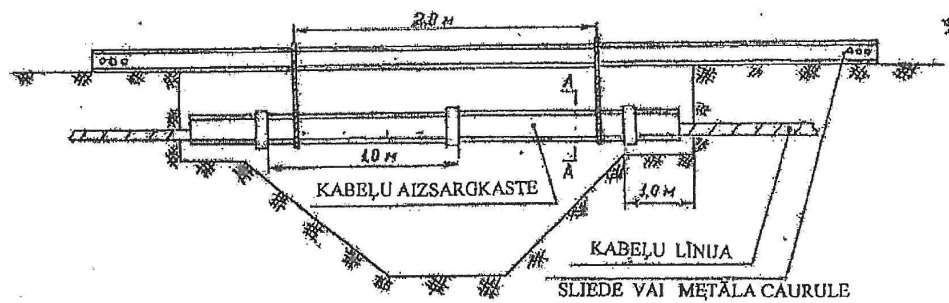 2,0 м
A
1,0 м
A
KABEĻU AIZSARGKASTE
1,0 м
KABEĻU LĪNIJA
SLIEDE VAI METĀLA CAURULE